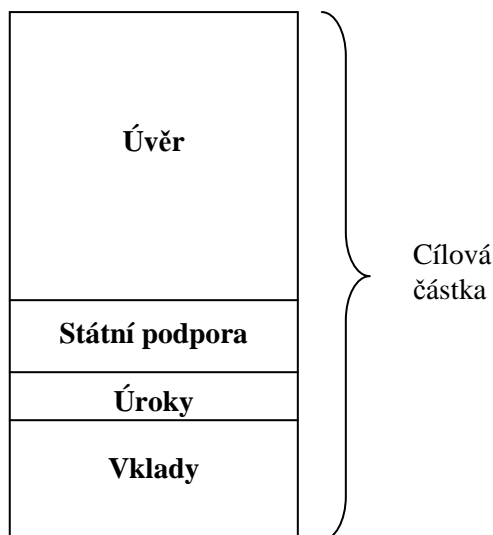 Úvěr
Státní podpora
Úroky
Vklady
Cílová
částka